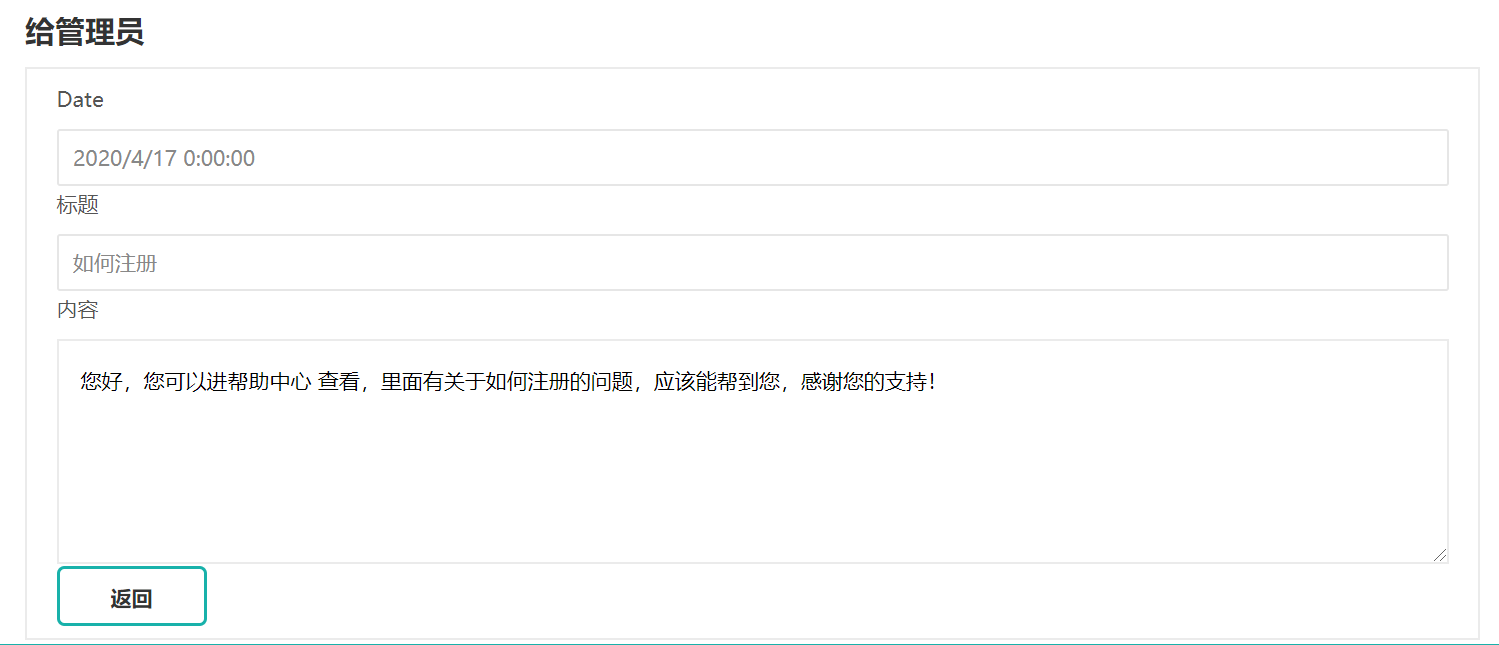 给管理员
Date
2020/4/17 0:00:00
标题
如何注册
内容
您好，您可以进帮助中心 查看，里面有关于如何注册的问题，应该能帮到您，感谢您的支持！
返回